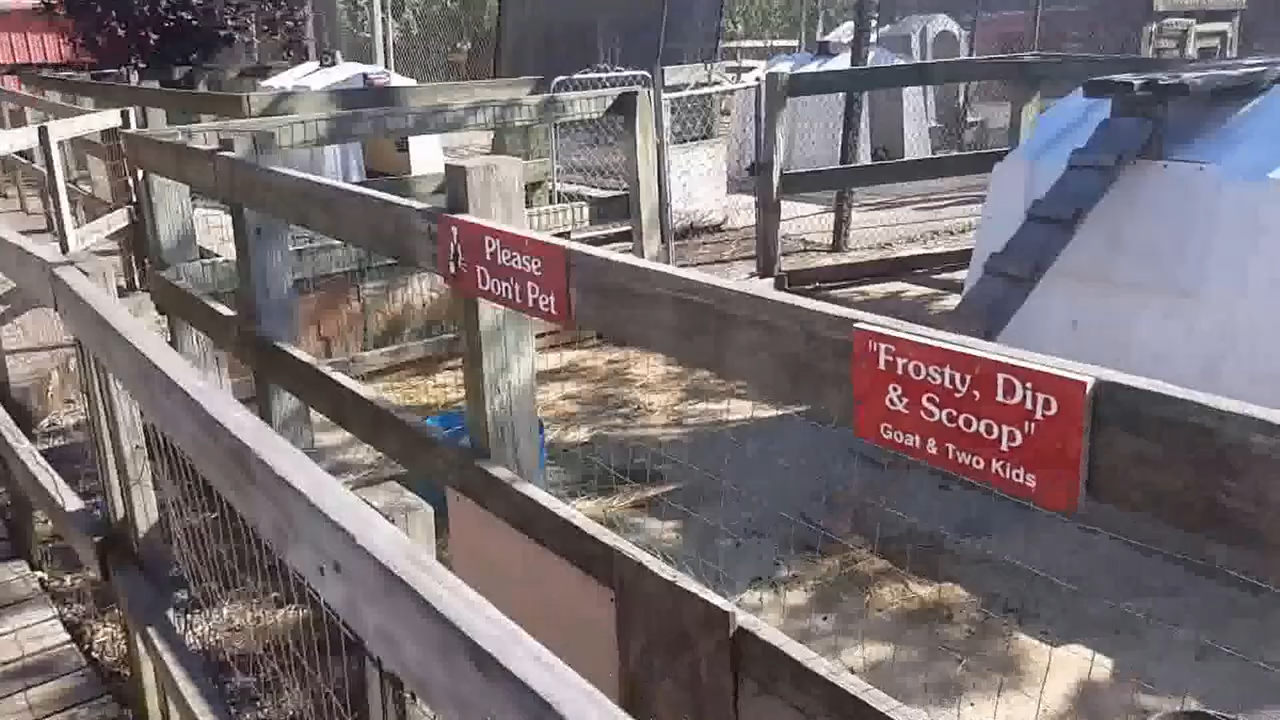 Please
Don't Pet
"Frosty, Dip
& Scoop"
Goat & Two Kids